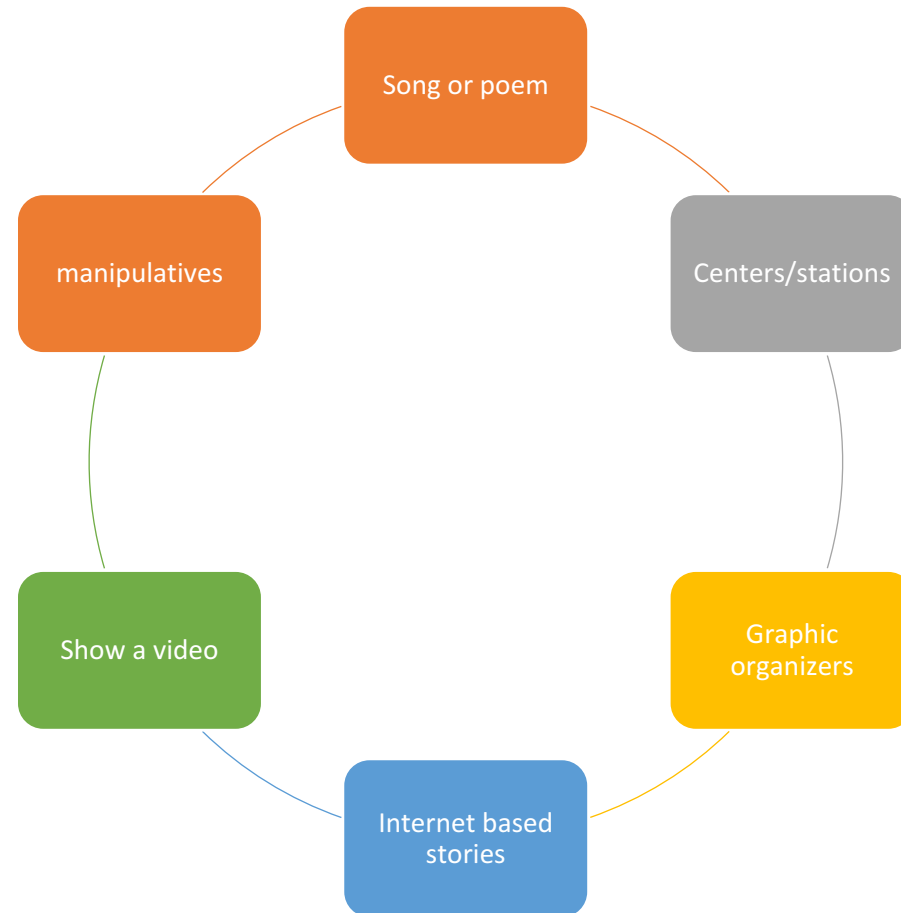 Song or poem
manipulatives
Centers/stations
Show a video
Graphic
organizers
Internet based
stories